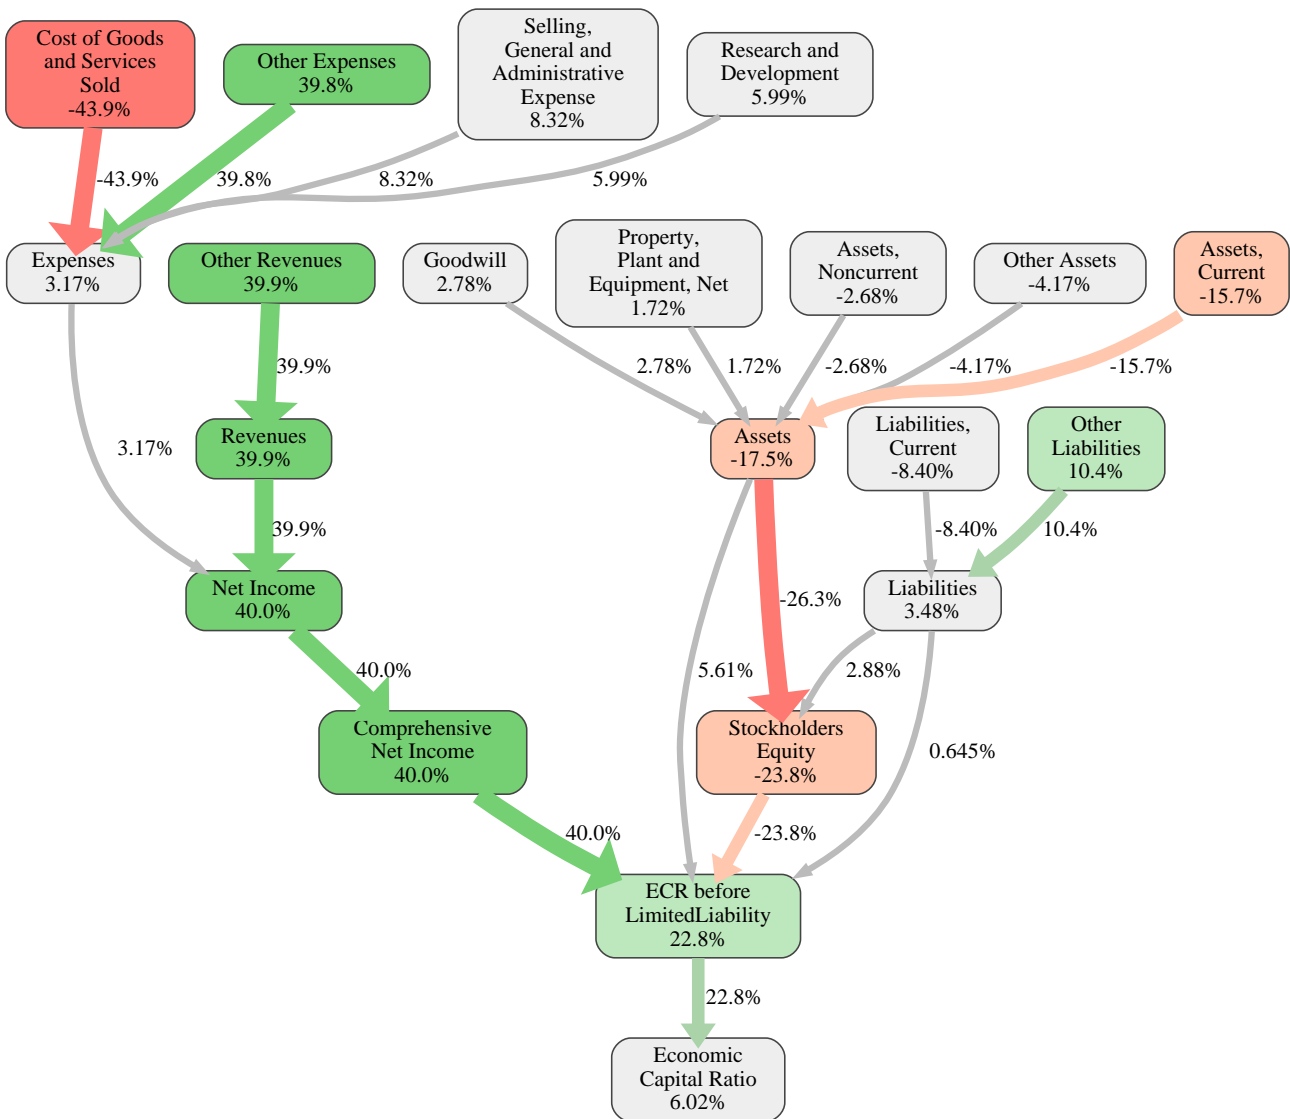 Cost of Goods
and Services
Sold
-43.9%
Other Expenses
39.8%
Selling,
General and
Administrative
Expense
8.32%
Research and
Development
5.99%
-43.9%
39.8%
8.32%
5.99%
Expenses
3.17%
Other Revenues
39.9%
Goodwill
2.78%
Property,
Plant and
Equipment, Net
1.72%
Assets,
Noncurrent
-2.68%
Other Assets
-4.17%
Assets,
Current
-15.7%
39.9%
2.78%
1.72%
-2.68%
-4.17%
-15.7%
3.17%
Revenues
39.9%
Assets
-17.5%
Liabilities,
Current
-8.40%
Other
Liabilities
10.4%
39.9%
-8.40%
10.4%
Net Income
40.0%
-26.3%
Liabilities
3.48%
40.0%
5.61%
2.88%
Comprehensive
Net Income
40.0%
Stockholders
Equity
-23.8%
0.645%
40.0%
-23.8%
ECR before
LimitedLiability
22.8%
22.8%
Economic
Capital Ratio
6.02%